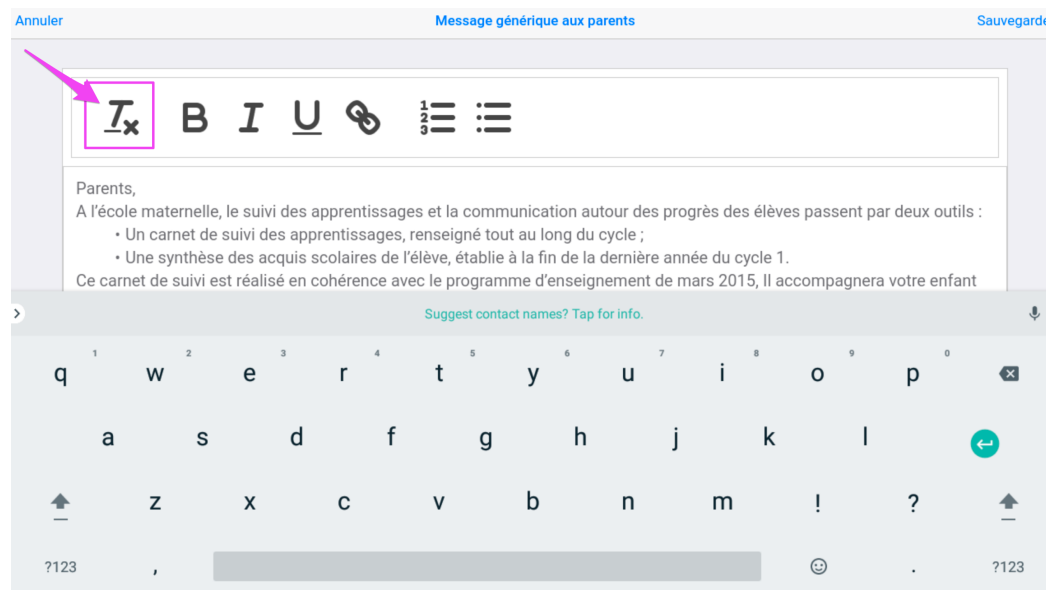 Annuler Message générique aux parents Sauvegarde
Tx B I U 1 2 3
Parents,
A l’école maternelle, le suivi des apprentissages et la communication autour des progrès des élèves passent par deux outils :
• Un carnet de suivi des apprentissages, renseigné tout au long du cycle ;
• Une synthèse des acquis scolaires de l’élève, établie à la fin de la dernière année du cycle 1.
Ce carnet de suivi est réalisé en cohérence avec le programme d’enseignement de mars 2015, Il accompagnera votre enfant
Suggest contact names? Tap for info.
1 2 3 4 5 6 7 8 9 0
q w e r t y u i o p
a s d f g h j k l
z x c v b n m ! ?
?123 , . ?123